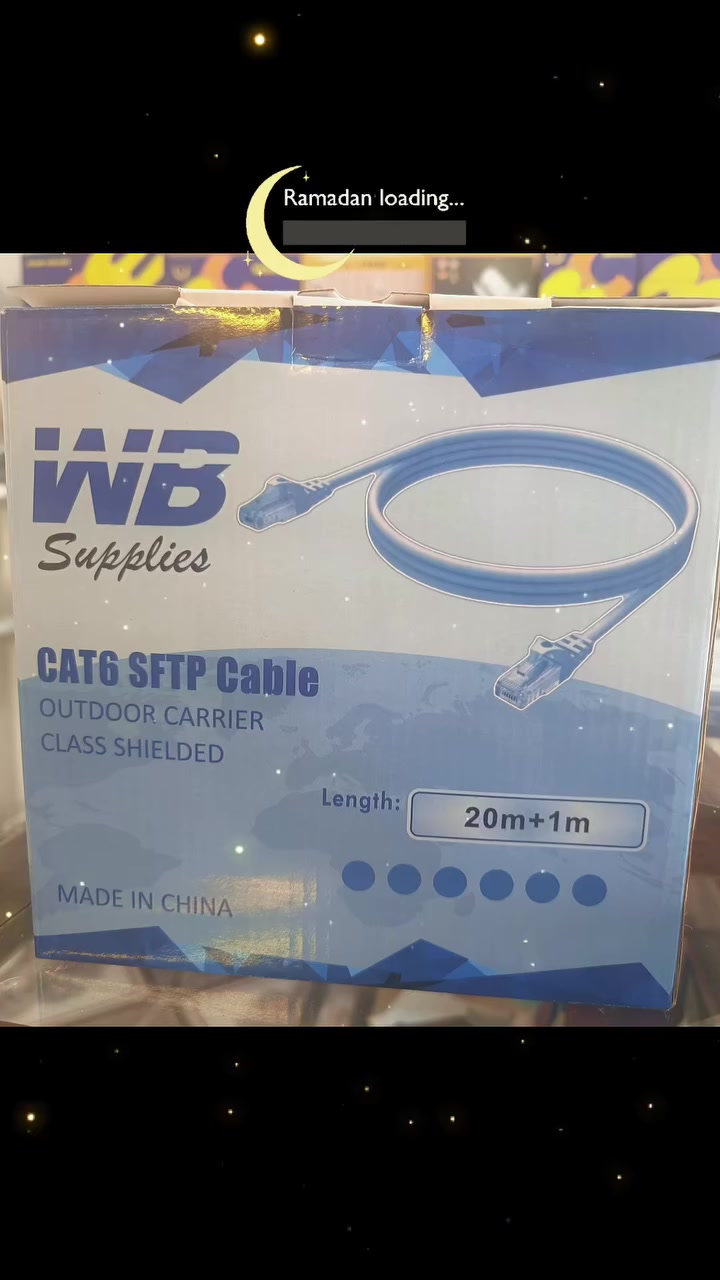 Ramadan loading...
WB
Supplies
CAT6 SFTP Cable
OUTDOOR CARRIER
CLASS SHIELDED
Length: 20m+1m
MADE IN CHINA